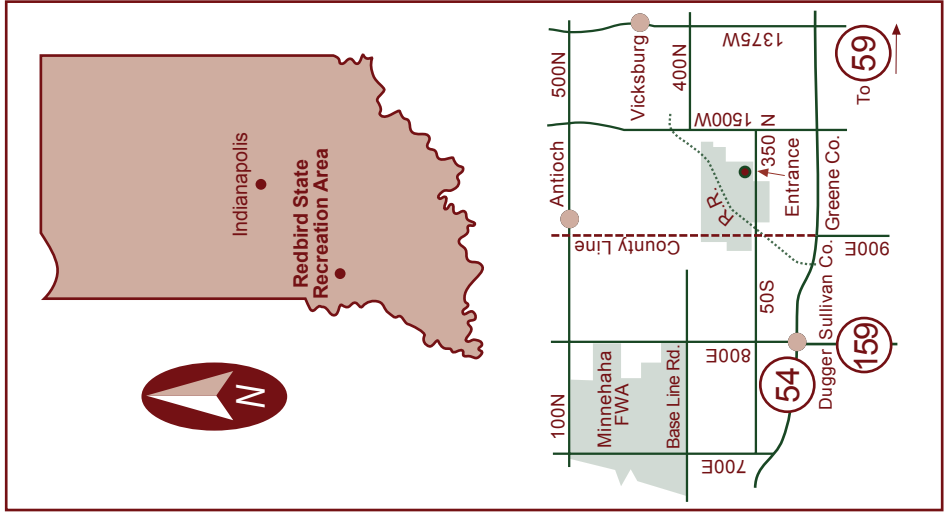 Indianapolis
Redbird State
Recreation Area
N
100N
Antioch
500N
Vicksburg
Minnehaha
FWA
Base Line Rd.
County Line
R. R.
400N
700E
800E
1500W
1375W
50S
350 N
Entrance
54
Dugger
Sullivan Co.
Greene Co.
159
900E
To 59